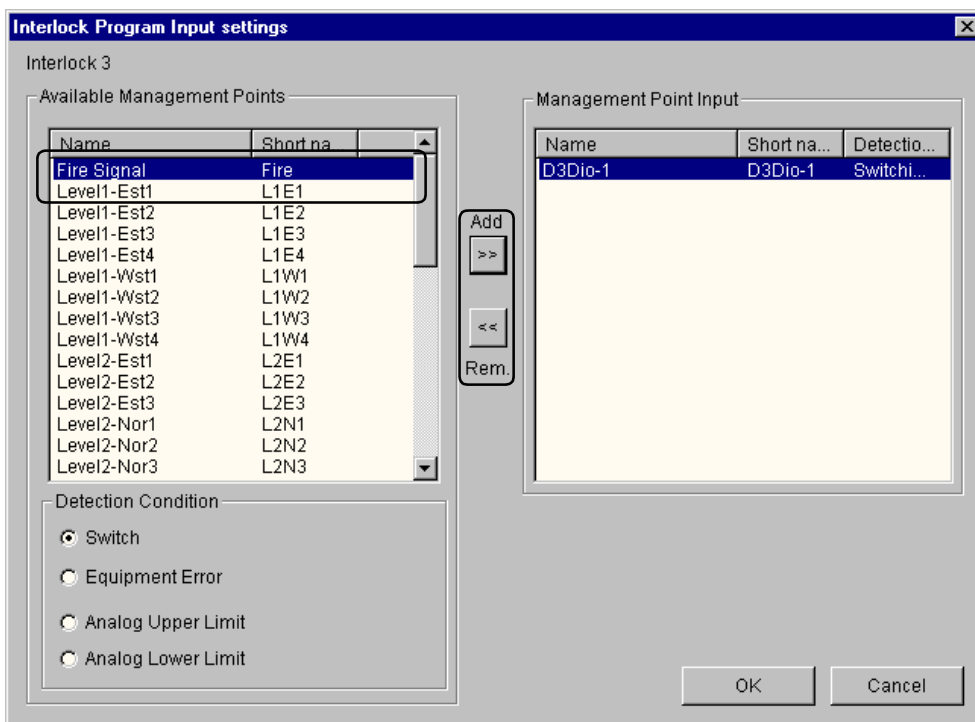 Interlock Program Input settings
Interlock 3
Available Management Points
Name Short na...
Fire Signal Fire
Level1-Est1 L1E1
Level1-Est2 L1E2
Level1-Est3 L1E3
Level1-Est4 L1E4
Level1-Wst1 L1W1
Level1-Wst2 L1W2
Level1-Wst3 L1W3
Level1-Wst4 L1W4
Level2-Est1 L2E1
Level2-Est2 L2E2
Level2-Est3 L2E3
Level2-Nor1 L2N1
Level2-Nor2 L2N2
Level2-Nor3 L2N3
Detection Condition
Switch
Equipment Error
Analog Upper Limit
Analog Lower Limit
Add
>>
<<
Rem.
Management Point Input
Name Short na... Detectio...
D3Dio-1 D3Dio-1 Switchi...
OK Cancel